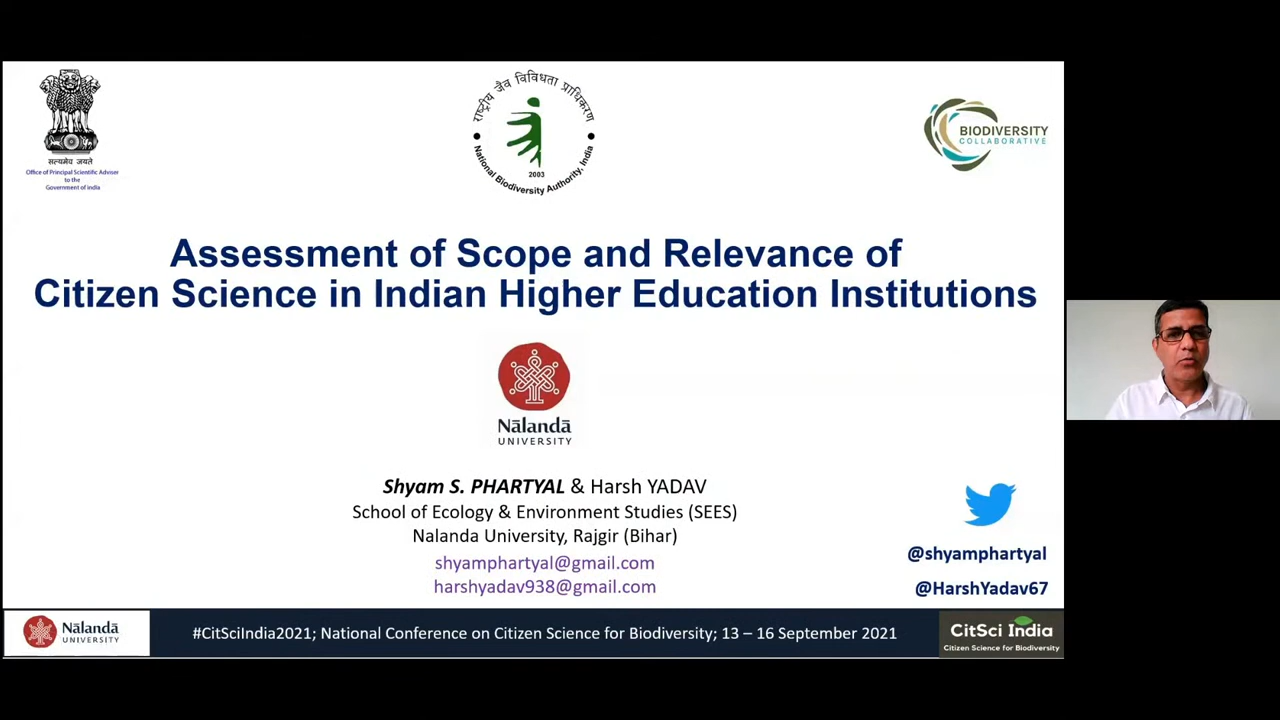 सत्यमेव जयते
Office of Principal Scientific Adviser
to the
Government of India
राष्ट्रीय जैव विविधता प्राधिकरण
2003
National Biodiversity Authority, India
BIODIVERSITY
COLLABORATIVE
Assessment of Scope and Relevance of
Citizen Science in Indian Higher Education Institutions
Nālandā
UNIVERSITY
Shyam S. PHARTYAL & Harsh YADAV
School of Ecology & Environment Studies (SEES)
Nalanda University, Rajgir (Bihar)
shyamphartyal@gmail.com
harshyadav938@gmail.com
@shyamphartyal
@HarshYadav67
Nālandā
UNIVERSITY
#CitSciIndia2021; National Conference on Citizen Science for Biodiversity; 13 – 16 September 2021
CitSci India
Citizen Science for Biodiversity